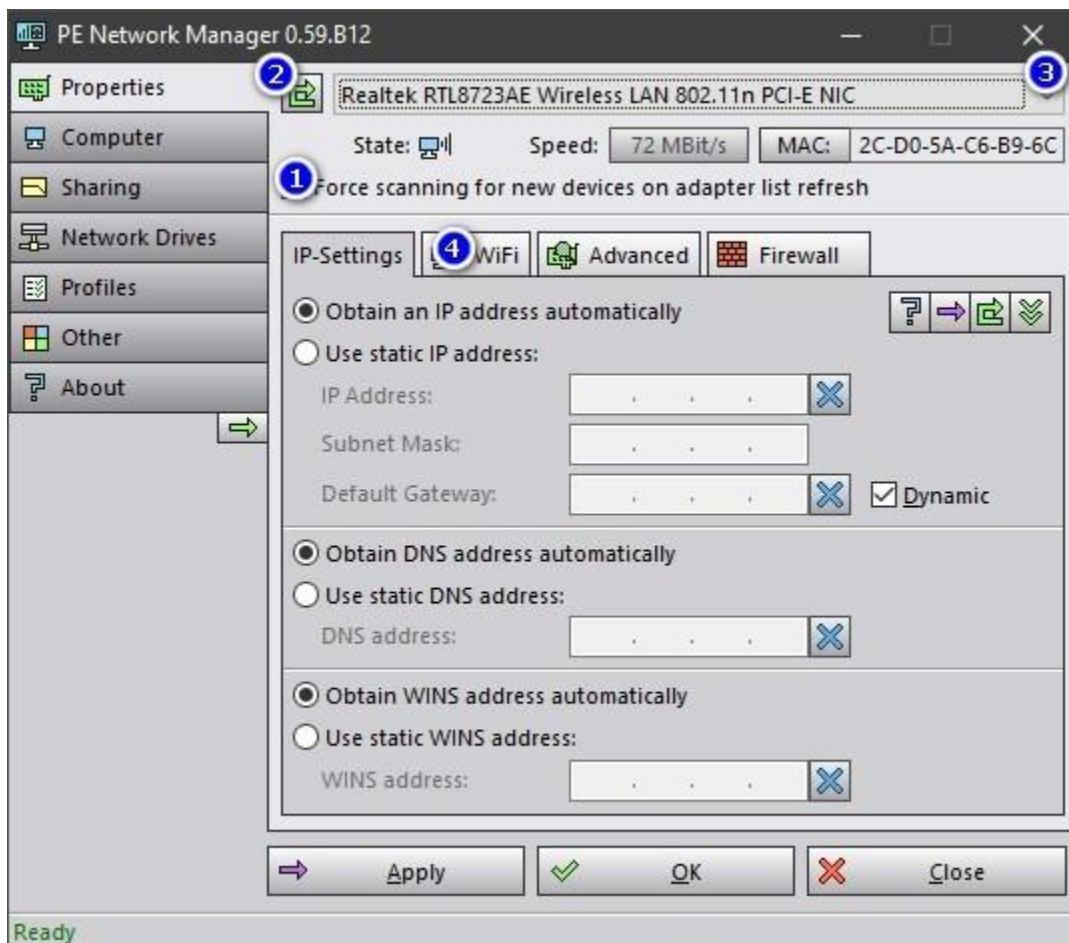 PE Network Manager 0.59.B12
Properties
Computer
Sharing
Network Drives
Profiles
Other
About
2
3
Realtek RTL8723AE Wireless LAN 802.11n PCI-E NIC
State: Speed: 72 MBit/s MAC: 2C-D0-5A-C6-B9-6C
1 Force scanning for new devices on adapter list refresh
IP-Settings 4 WiFi Advanced Firewall
Obtain an IP address automatically
Use static IP address:
IP Address:
Subnet Mask:
Default Gateway: Dynamic
Obtain DNS address automatically
Use static DNS address:
DNS address:
Obtain WINS address automatically
Use static WINS address:
WINS address:
Apply OK Close
Ready